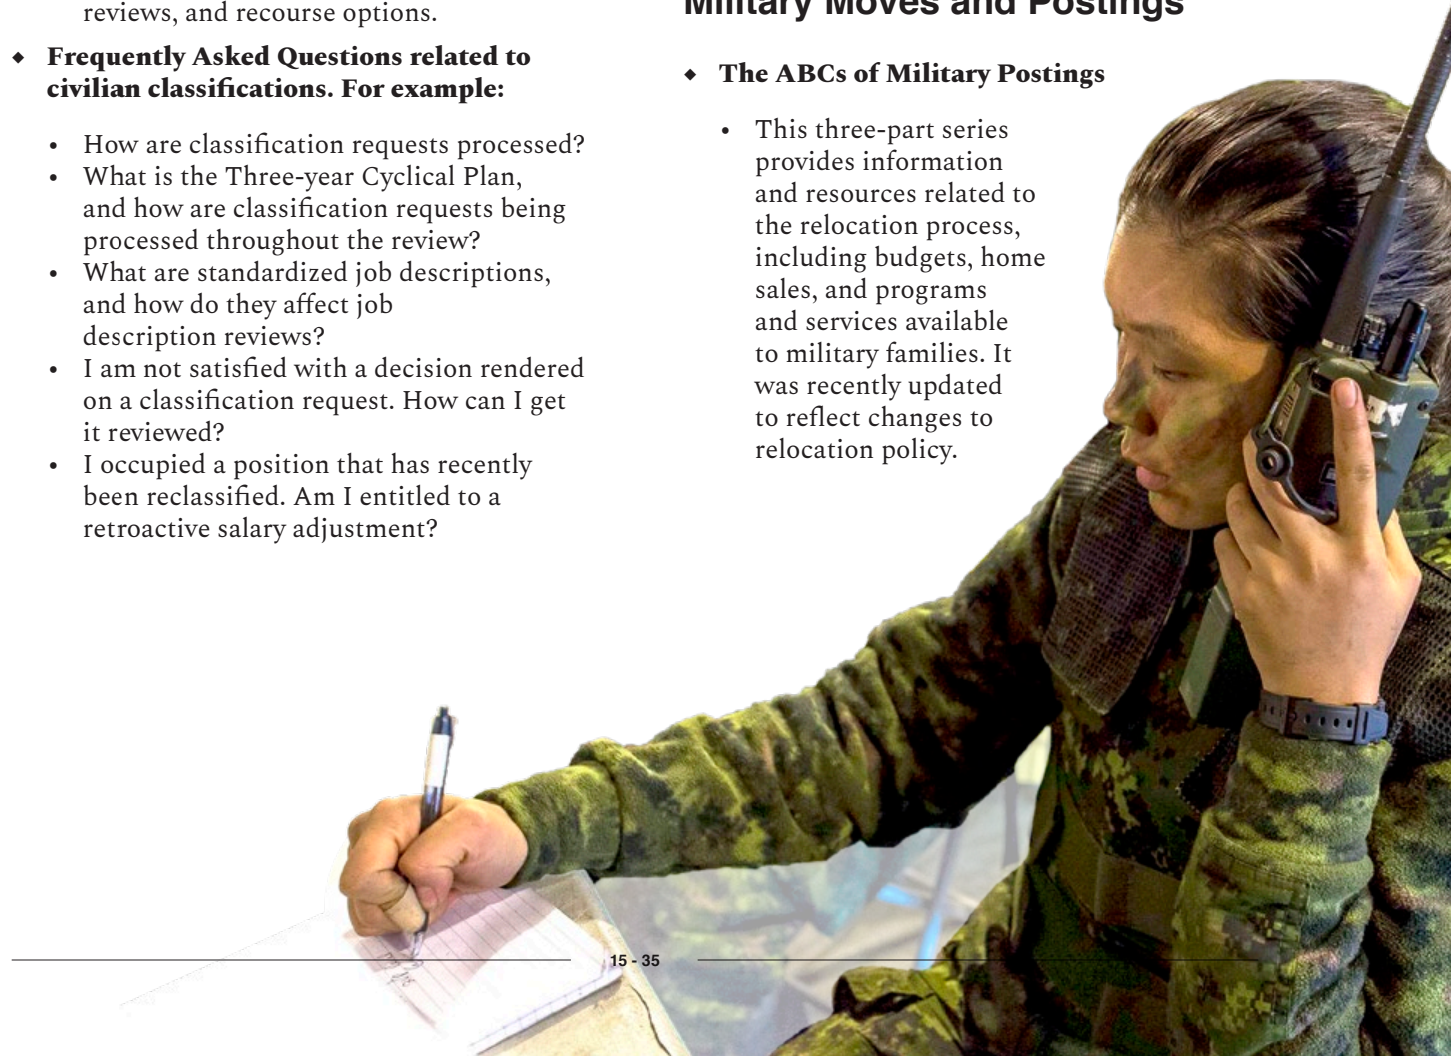 reviews, and recourse options.
◆ Frequently Asked Questions related to
civilian classifications. For example:
• How are classification requests processed?
• What is the Three-year Cyclical Plan,
and how are classification requests being
processed throughout the review?
• What are standardized job descriptions,
and how do they affect job
description reviews?
• I am not satisfied with a decision rendered
on a classification request. How can I get
it reviewed?
• I occupied a position that has recently
been reclassified. Am I entitled to a
retroactive salary adjustment?
Military Moves and Postings
◆ The ABCs of Military Postings
• This three-part series
provides information
and resources related to
the relocation process,
including budgets, home
sales, and programs
and services available
to military families. It
was recently updated
to reflect changes to
relocation policy.
15 - 35